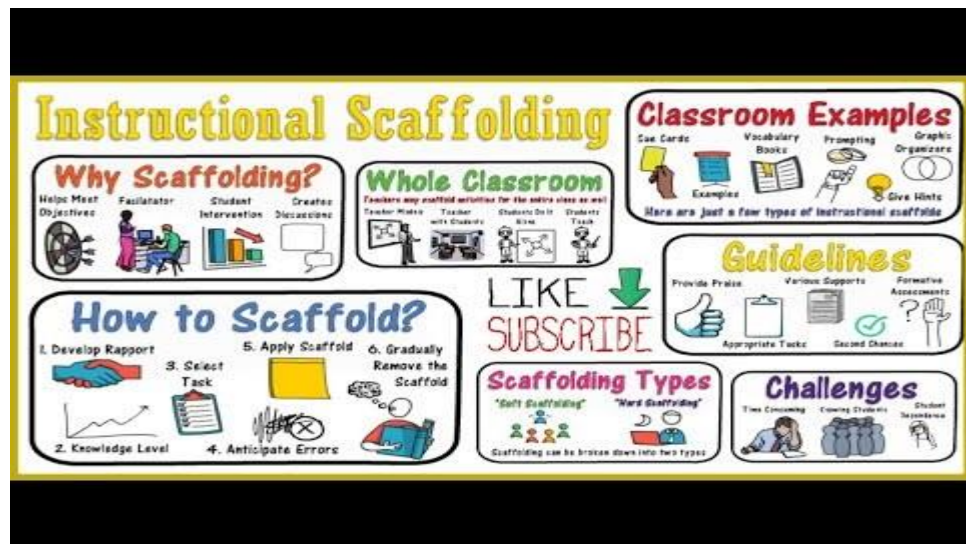 Instructional Scaffolding
Why Scaffolding?
Helps Meet
Objectives
Facilatator
Student
Intervention
Creates
Discussions
Whole Classroom
Teachers may scaffold activities for the entire class as well
Teacher Models
Teacher
with Students
Students Do It
Alone
Students
Teach
Classroom Examples
Cue Cards
Examples
Vocabulary
Books
Prompting
Give Hints
Graphic
Organizers
Here are just a few types of instructional scaffolds
How to Scaffold?
1. Develop Rapport
2. Knowledge Level
3. Select
Task
4. Anticipate Errors
5. Apply Scaffold
6. Gradually
Remove the
Scaffold
LIKE
SUBSCRIBE
Guidelines
Provide Praise
Appropriate Tasks
Various Supports
Second Chances
Formative
Assessments
?
Scaffolding Types
"Soft Scaffolding"
"Hard Scaffolding"
Scaffolding can be broken down into two types
Challenges
Time Consuming
Knowing Students
Student
Dependence